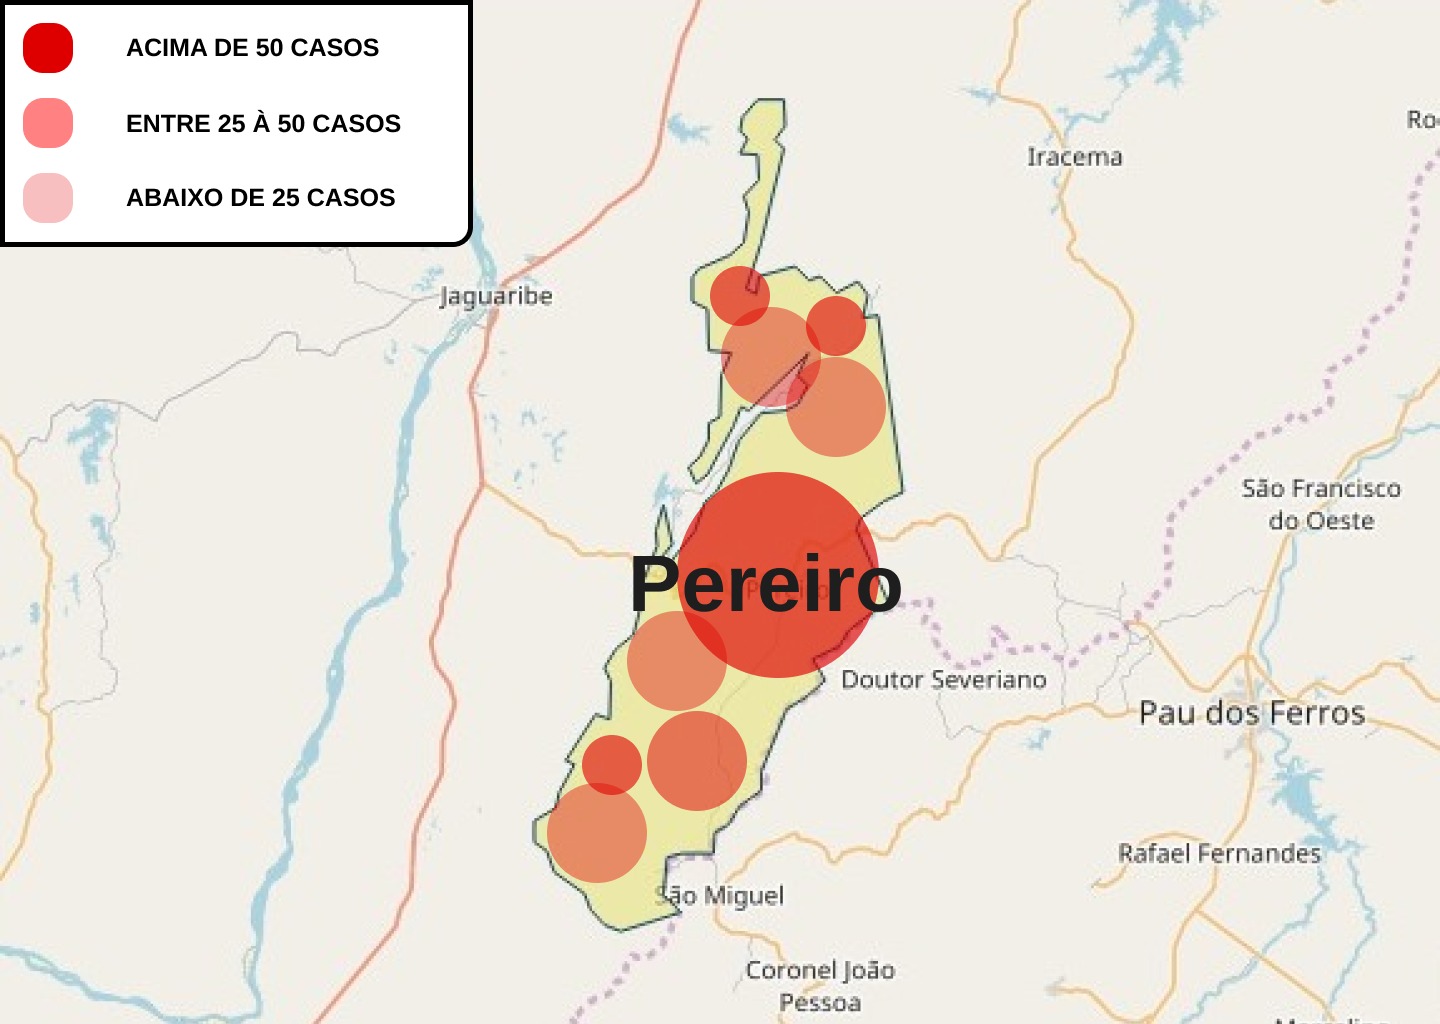 ACIMA DE 50 CASOS
ENTRE 25 À 50 CASOS
ABAIXO DE 25 CASOS
Ro
Iracema
Jaguaribe
São Francisco
do Oeste
Pereiro
Pereiro
Doutor Severiano
Pau dos Ferros
Rafael Fernandes
São Miguel
Coronel João
Pessoa